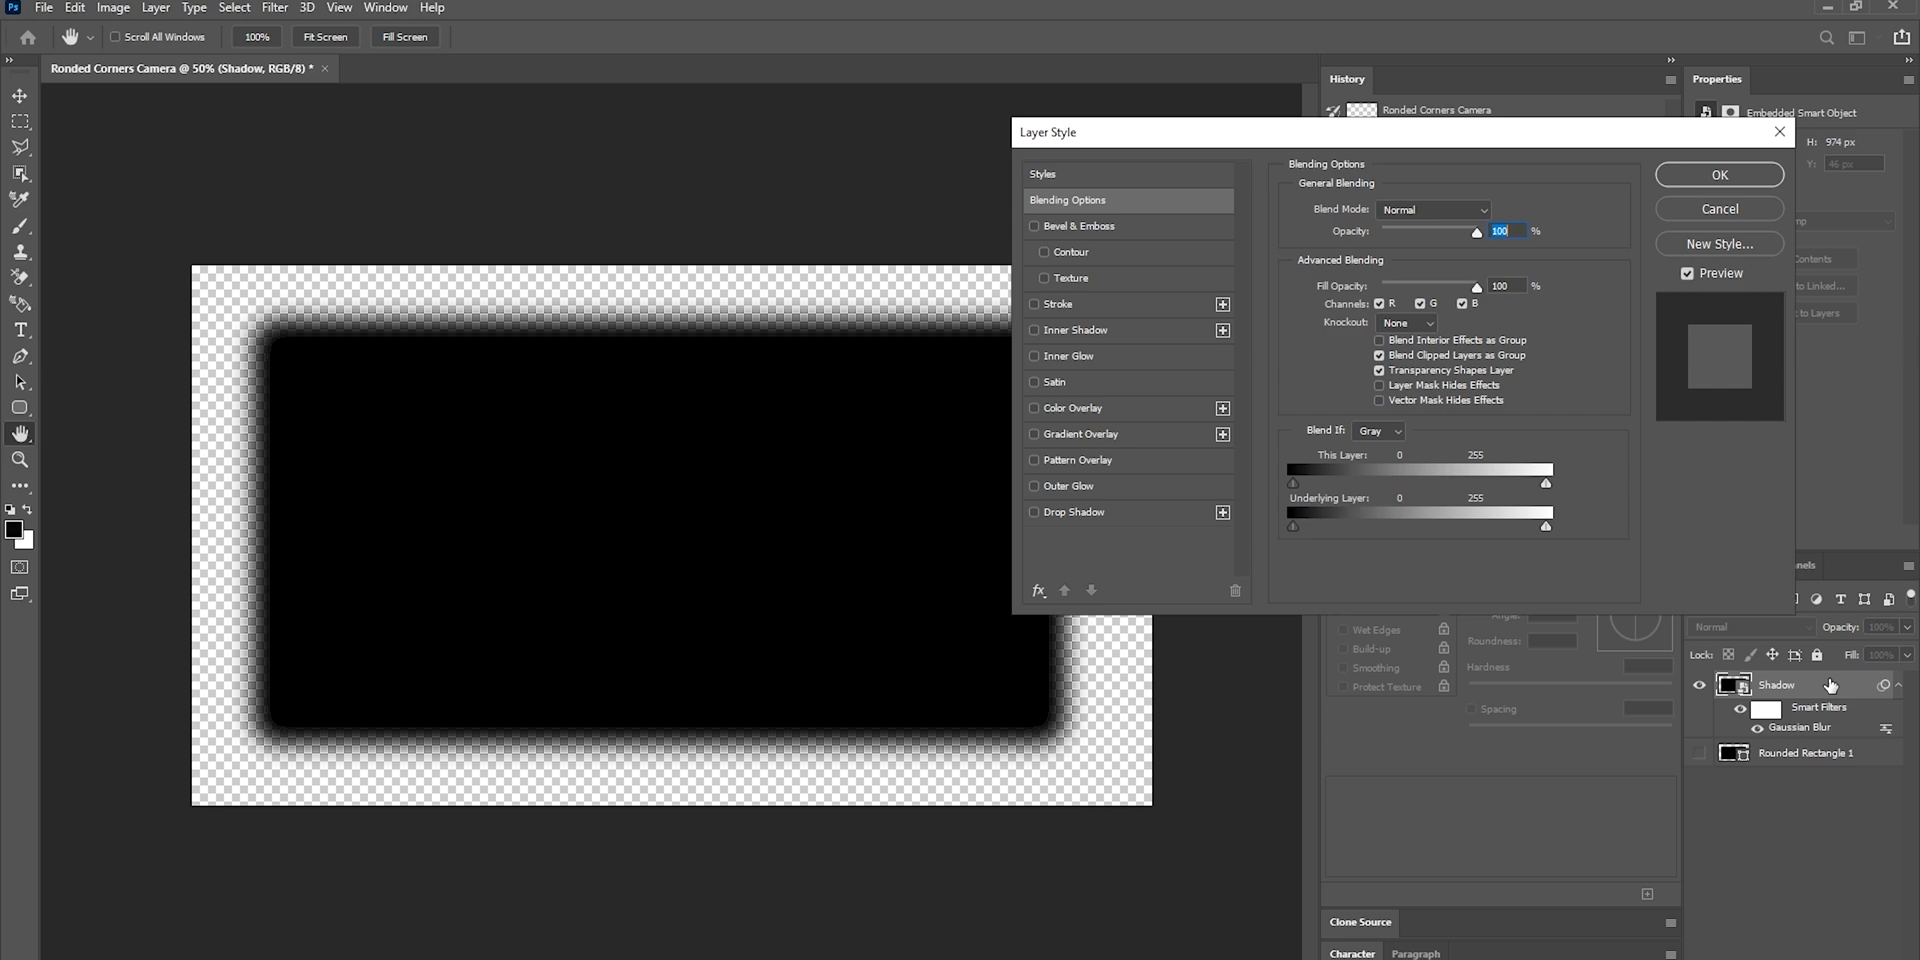 Ps File Edit Image Layer Type Select Filter 3D View Window Help
Scroll All Windows 100% Fit Screen Fill Screen
Ronded Corners Camera @ 50% (Shadow, RGB/8) *
History
Ronded Corners Camera
Properties
Embedded Smart Object
H: 974 px
Y: 46 px
Contents
to Linked...
to Layers
Layer Style
Styles
Blending Options
Bevel & Emboss
Contour
Texture
Stroke
Inner Shadow
Inner Glow
Satin
Color Overlay
Gradient Overlay
Pattern Overlay
Outer Glow
Drop Shadow
fx
Blending Options
General Blending
Blend Mode: Normal
Opacity: 100 %
Advanced Blending
Fill Opacity: 100 %
Channels: R G B
Knockout: None
Blend Interior Effects as Group
Blend Clipped Layers as Group
Transparency Shapes Layer
Layer Mask Hides Effects
Vector Mask Hides Effects
Blend If: Gray
This Layer: 0 255
Underlying Layer: 0 255
OK
Cancel
New Style...
Preview
Wet Edges
Build-up
Smoothing
Protect Texture
Roundness:
Hardness
Spacing
Clone Source
Character Paragraph
nels
Normal Opacity: 100%
Lock: Fill: 100%
Shadow
Smart Filters
Gaussian Blur
Rounded Rectangle 1